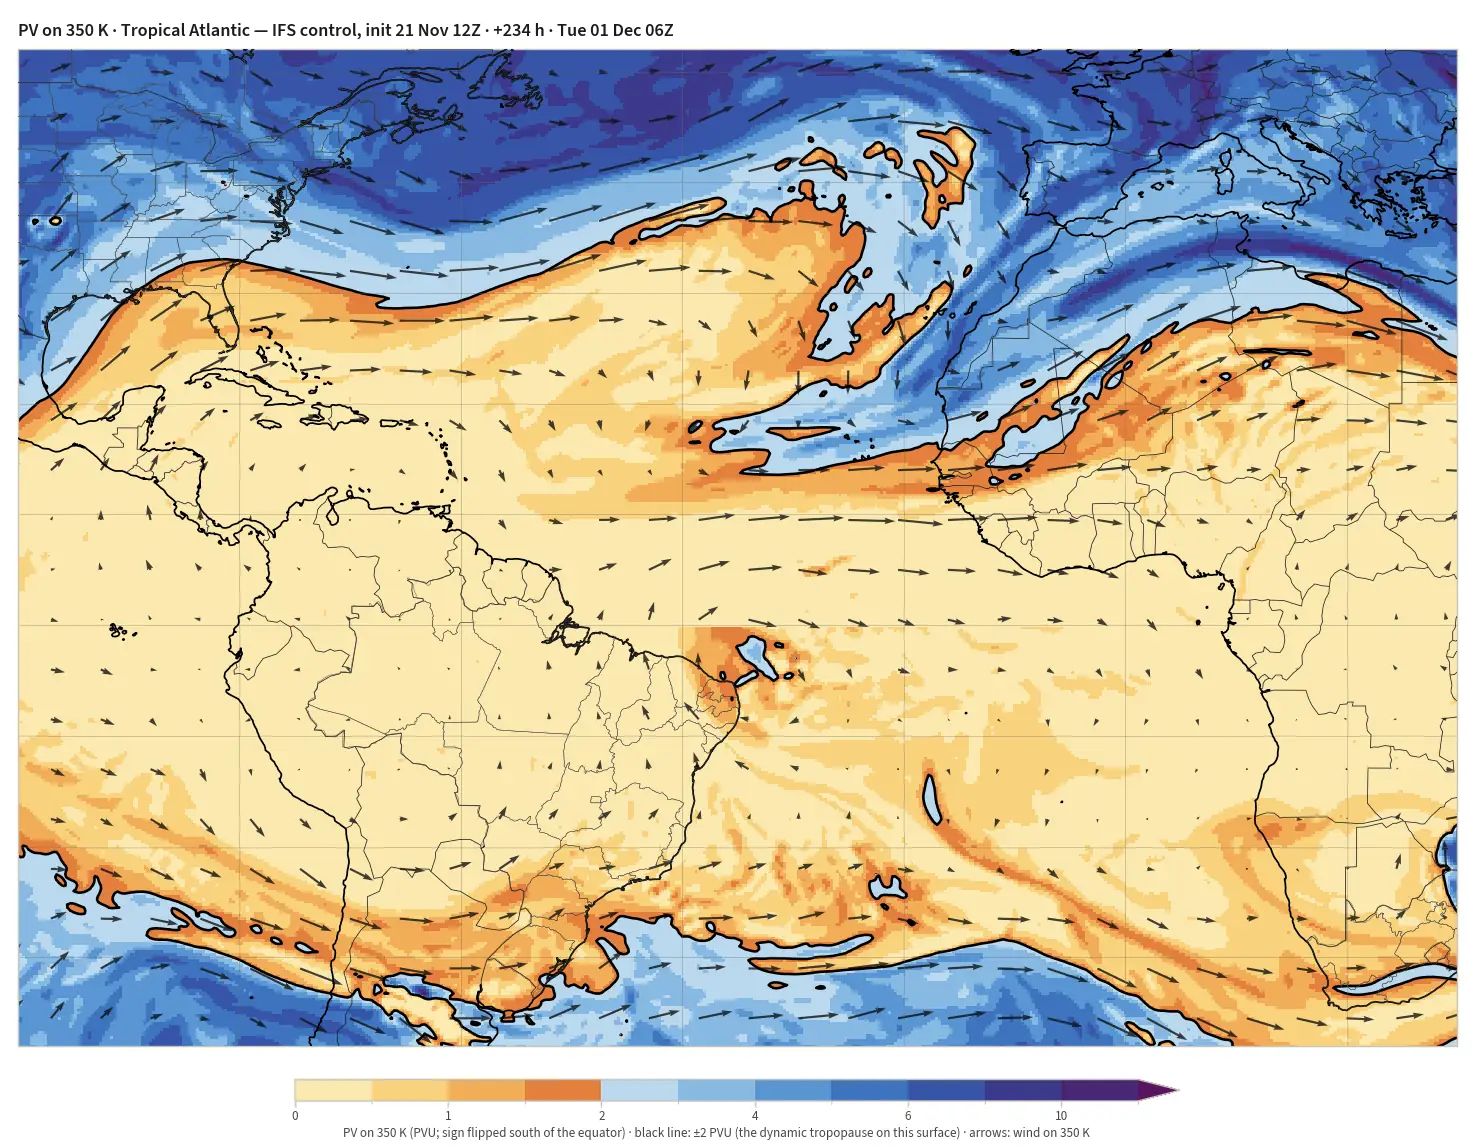 PV on 350 K · Tropical Atlantic — IFS control, init 21 Nov 12Z · +234 h · Tue 01 Dec 06Z
0 1 2 4 6 10
PV on 350 K (PVU; sign flipped south of the equator) · black line: ±2 PVU (the dynamic tropopause on this surface) · arrows: wind on 350 K